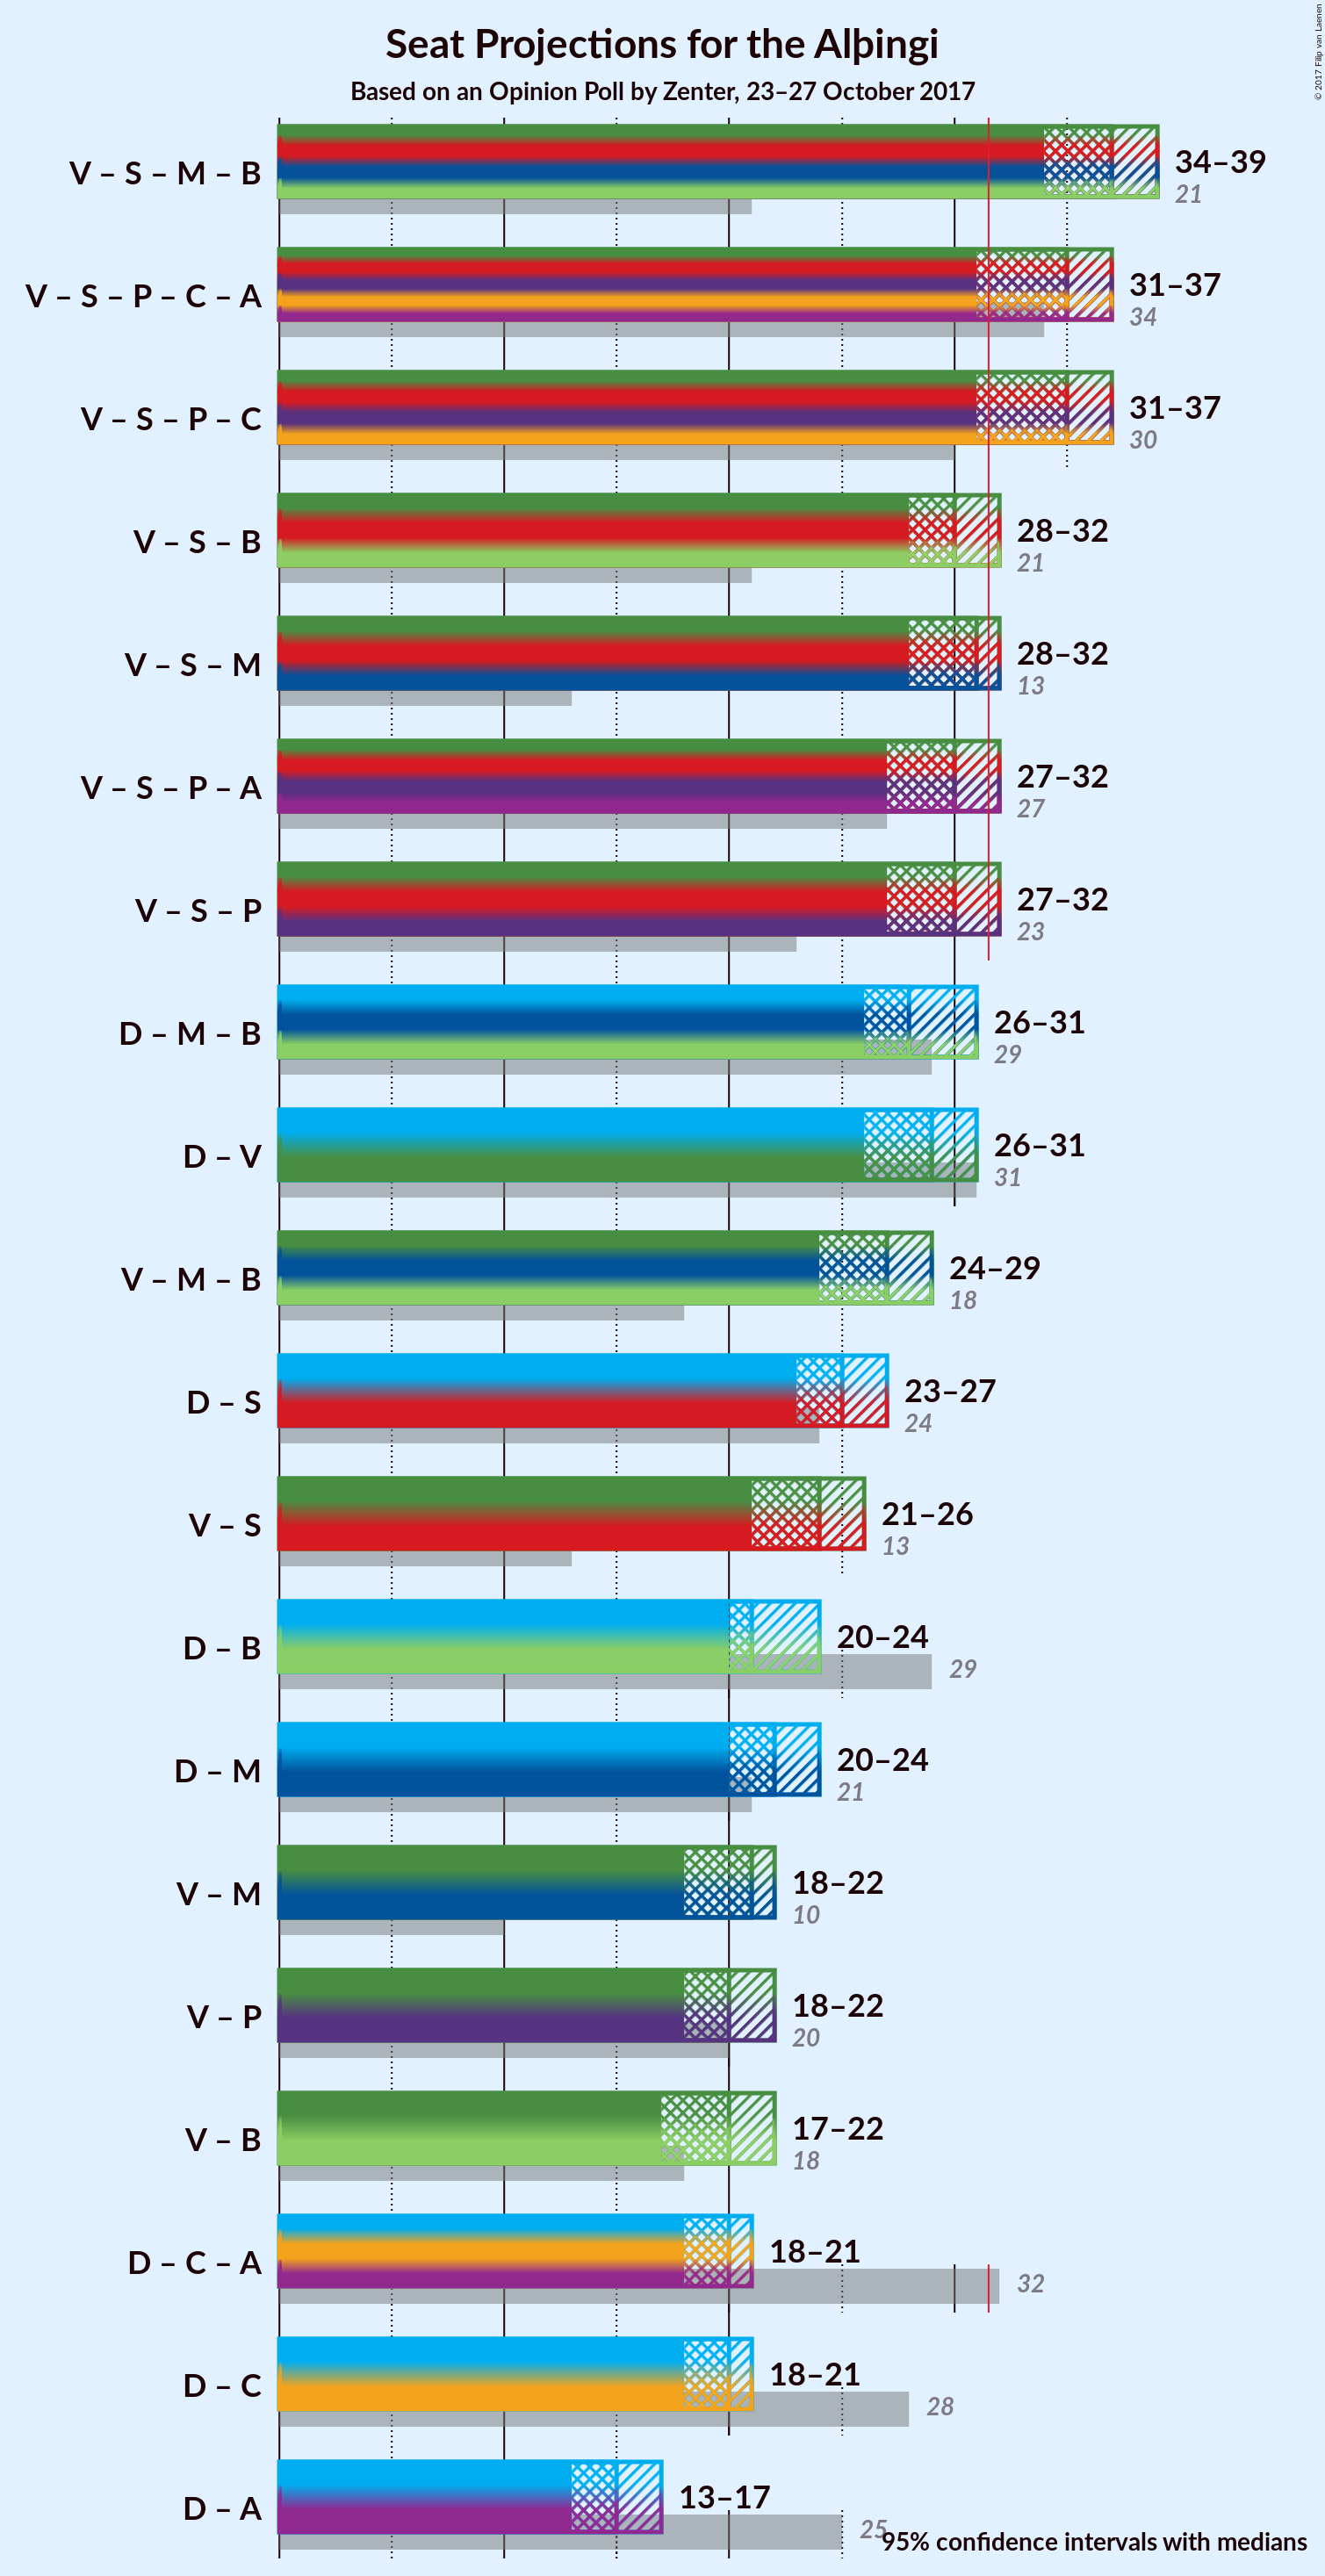 Seat Projections for the Alþingi
Based on an Opinion Poll by Zenter, 23–27 October 2017
© 2017 Filip van Laenen
V – S – M – B
34–39
21
V – S – P – C – A
31–37
34
V – S – P – C
31–37
30
V – S – B
28–32
21
V – S – M
28–32
13
V – S – P – A
27–32
27
V – S – P
27–32
23
D – M – B
26–31
29
D – V
26–31
31
V – M – B
24–29
18
D – S
23–27
24
V – S
21–26
13
D – B
20–24
29
D – M
20–24
21
V – M
18–22
10
V – P
18–22
20
V – B
17–22
18
D – C – A
18–21
32
D – C
18–21
28
D – A
13–17
25
95% confidence intervals with medians